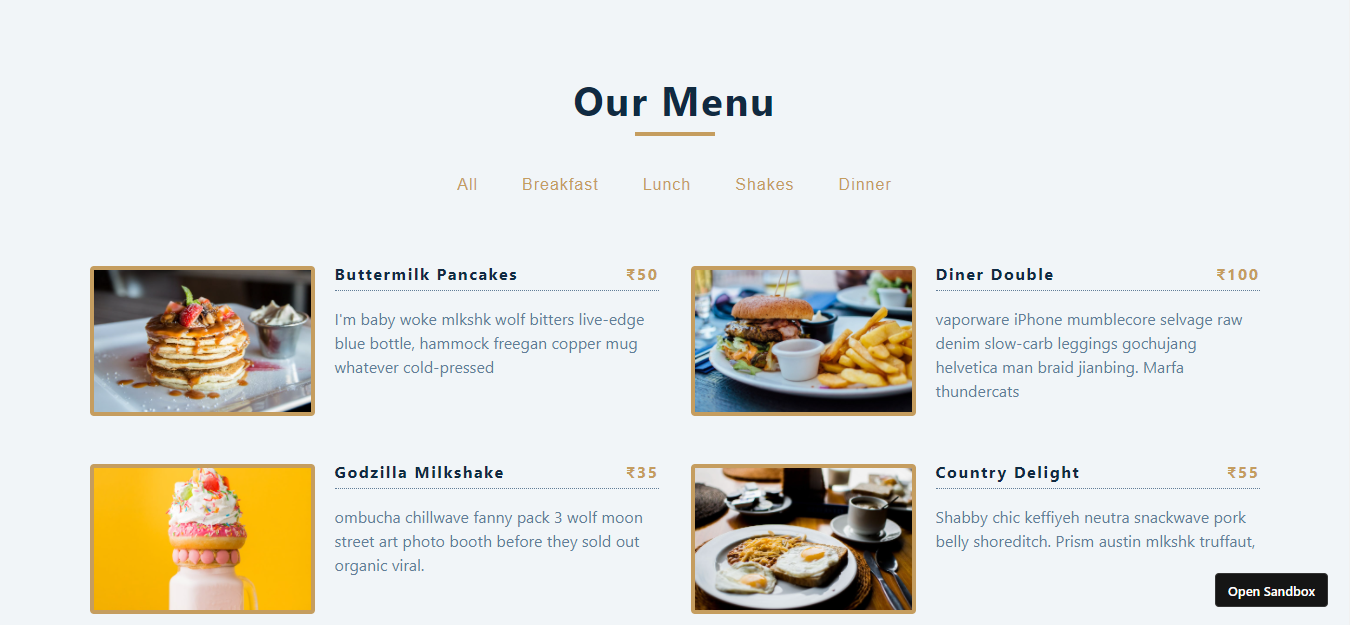 Our Menu
All Breakfast Lunch Shakes Dinner
Buttermilk Pancakes ₹50
I'm baby woke mlkshk wolf bitters live-edge
blue bottle, hammock freegan copper mug
whatever cold-pressed
Diner Double ₹100
vaporware iPhone mumblecore selvage raw
denim slow-carb leggings gochujang
helvetica man braid jianbing. Marfa
thundercats
Godzilla Milkshake ₹35
ombucha chillwave fanny pack 3 wolf moon
street art photo booth before they sold out
organic viral.
Country Delight ₹55
Shabby chic keffiyeh neutra snackwave pork
belly shoreditch. Prism austin mlkshk truffaut,
Open Sandbox